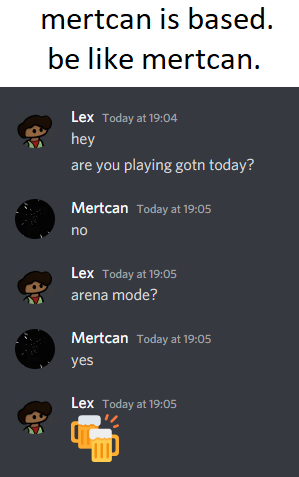 mertcan is based.
be like mertcan.
Lex Today at 19:04
hey
are you playing gotn today?
Mertcan Today at 19:05
no
Lex Today at 19:05
arena mode?
Mertcan Today at 19:05
yes
Lex Today at 19:05